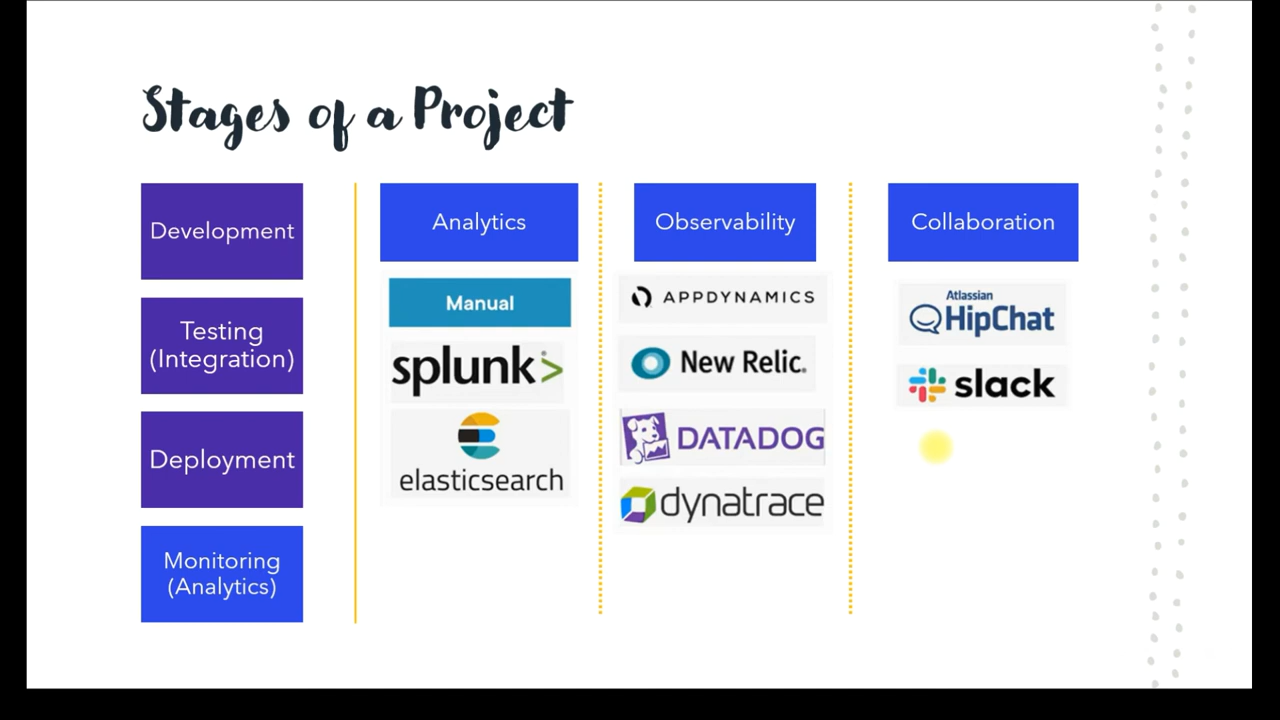 Stages of a Project
Development
Testing
(Integration)
Deployment
Monitoring
(Analytics)
Analytics
Manual
splunk>
elasticsearch
Observability
APPDYNAMICS
New Relic.
DATADOG
dynatrace
Collaboration
Atlassian
HipChat
slack